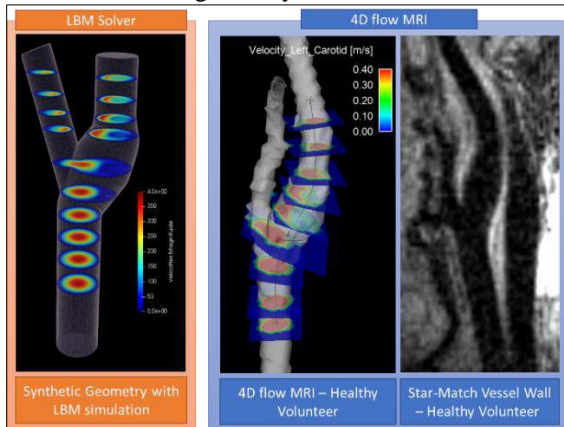 LBM Solver
4D flow MRI
Velocity_Left_Carotid [m/s]
0.40
0.30
0.20
0.10
0.00
4.0e+02
350
300
250
200
150
100
50
0.0e+00
velocities Magnitude
Synthetic Geometry with
LBM simulation
4D flow MRI – Healthy
Volunteer
Star-Match Vessel Wall
– Healthy Volunteer